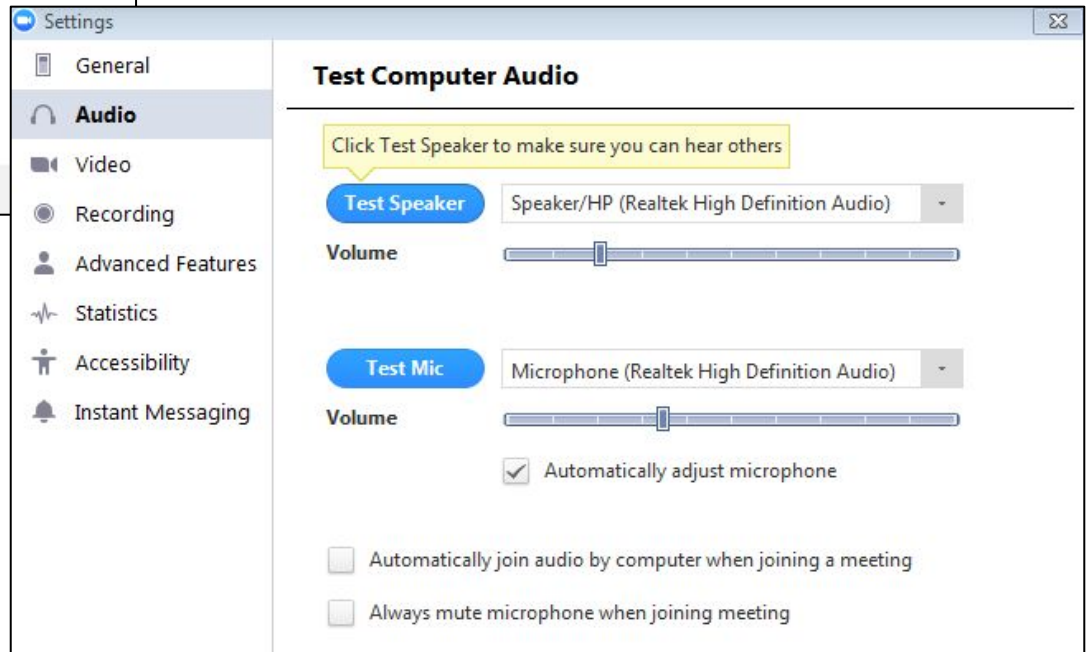 Settings
General
Audio
Video
Recording
Advanced Features
Statistics
Accessibility
Instant Messaging
Test Computer Audio
Click Test Speaker to make sure you can hear others
Test Speaker
Speaker/HP (Realtek High Definition Audio)
Volume
Test Mic
Microphone (Realtek High Definition Audio)
Volume
Automatically adjust microphone
Automatically join audio by computer when joining a meeting
Always mute microphone when joining meeting